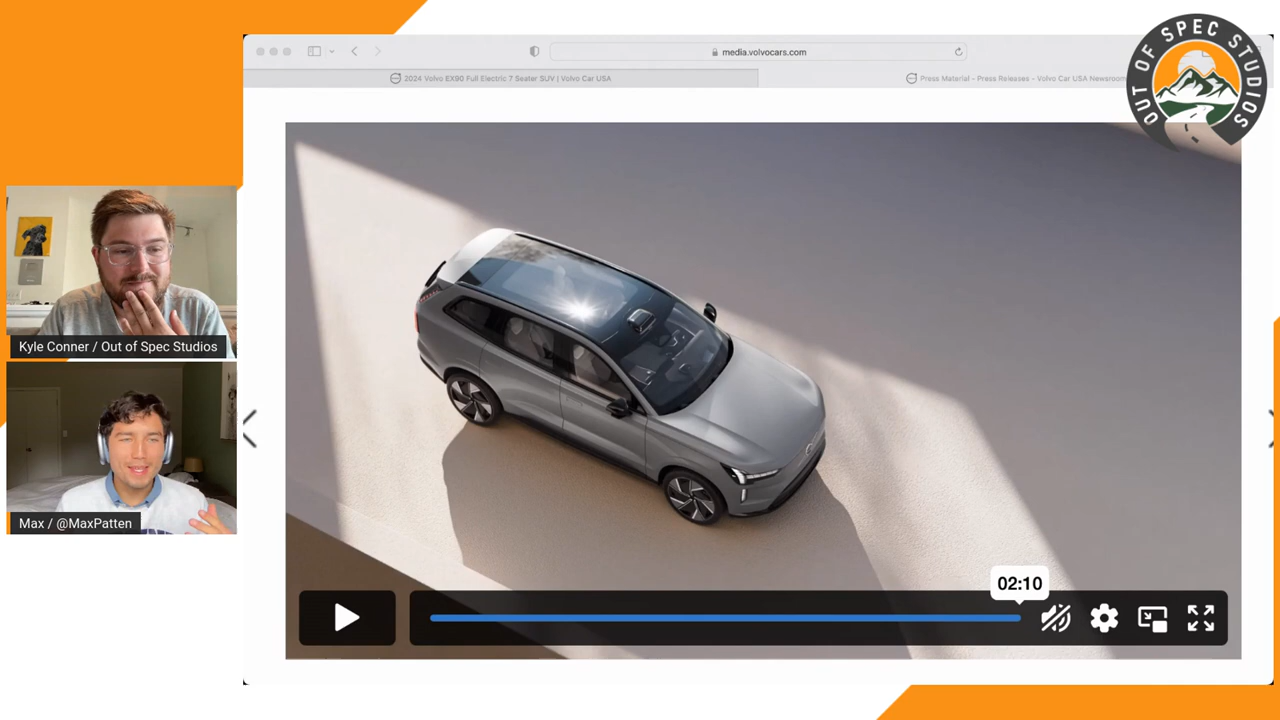 media.volvocars.com
2024 Volvo EX90 Full Electric 7 Seater SUV | Volvo Car USA
Press Material - Press Releases - Volvo Car USA Newsroom
OUT OF SPEC STUDIOS
Kyle Conner / Out of Spec Studios
Max / @MaxPatten
02:10